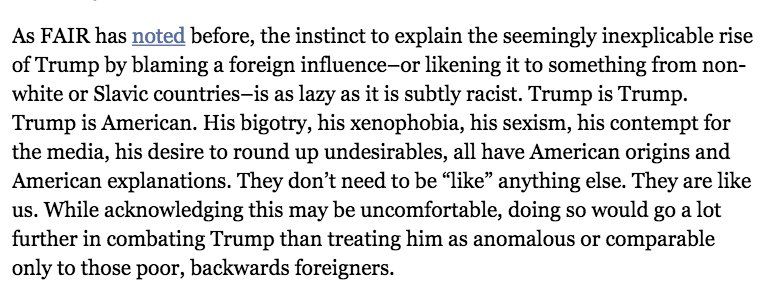 As FAIR has noted before, the instinct to explain the seemingly inexplicable rise
of Trump by blaming a foreign influence–or likening it to something from non-
white or Slavic countries–is as lazy as it is subtly racist. Trump is Trump.
Trump is American. His bigotry, his xenophobia, his sexism, his contempt for
the media, his desire to round up undesirables, all have American origins and
American explanations. They don’t need to be “like” anything else. They are like
us. While acknowledging this may be uncomfortable, doing so would go a lot
further in combating Trump than treating him as anomalous or comparable
only to those poor, backwards foreigners.